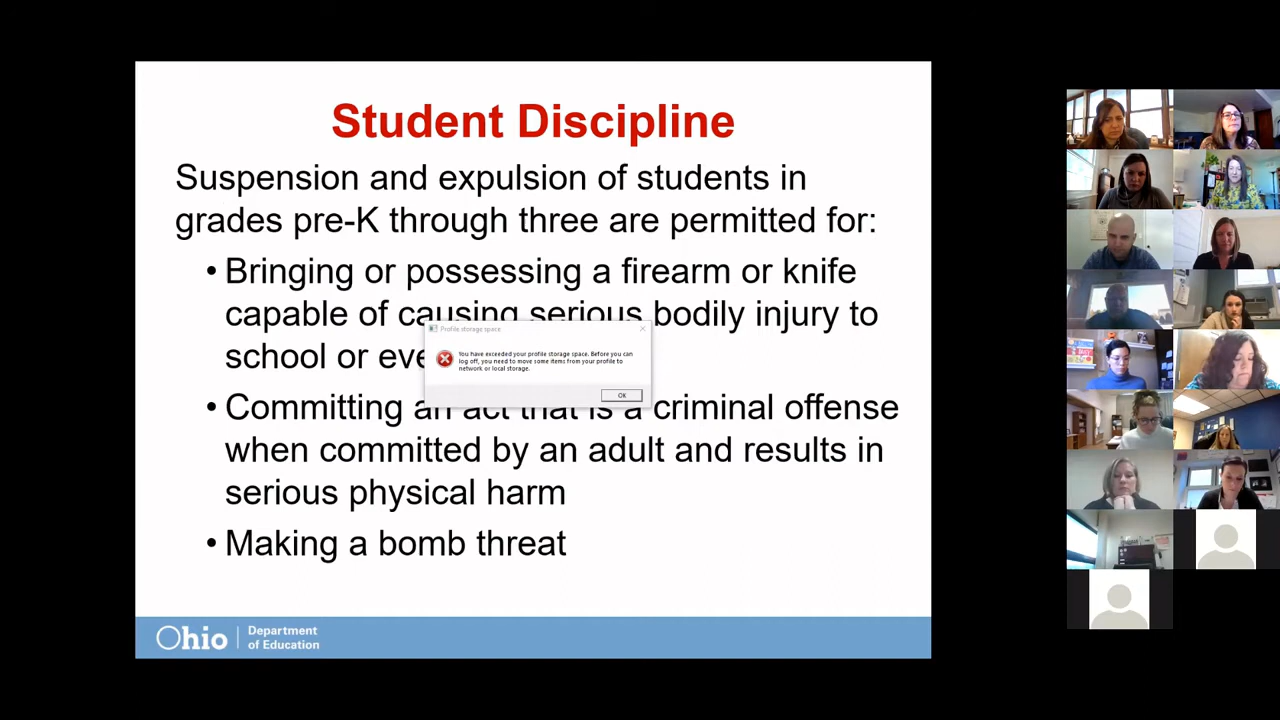 Student Discipline
Suspension and expulsion of students in
grades pre-K through three are permitted for:
• Bringing or possessing a firearm or knife
capable of causing serious bodily injury to
school or eve
Profile storage space
You have exceeded your profile storage space. Before you can
log off, you need to move some items from your profile to
network or local storage.
OK
• Committing an act that is a criminal offense
when committed by an adult and results in
serious physical harm
• Making a bomb threat
Ohio
Department
of Education